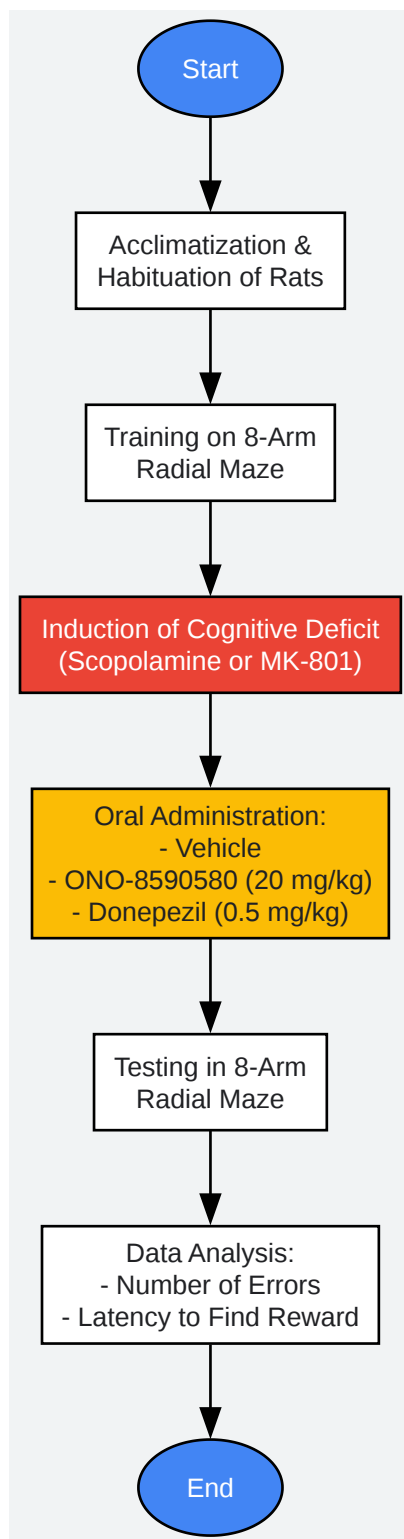 Start
Acclimatization &
Habituation of Rats
Training on 8-Arm
Radial Maze
Induction of Cognitive Deficit
(Scopolamine or MK-801)
Oral Administration:
- Vehicle
- ONO-8590580 (20 mg/kg)
- Donepezil (0.5 mg/kg)
Testing in 8-Arm
Radial Maze
Data Analysis:
- Number of Errors
- Latency to Find Reward
End